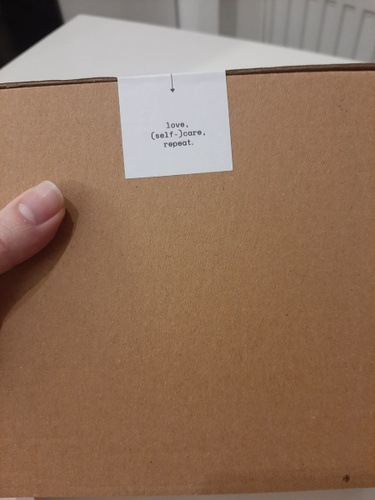 love,
(self-)care,
repeat.